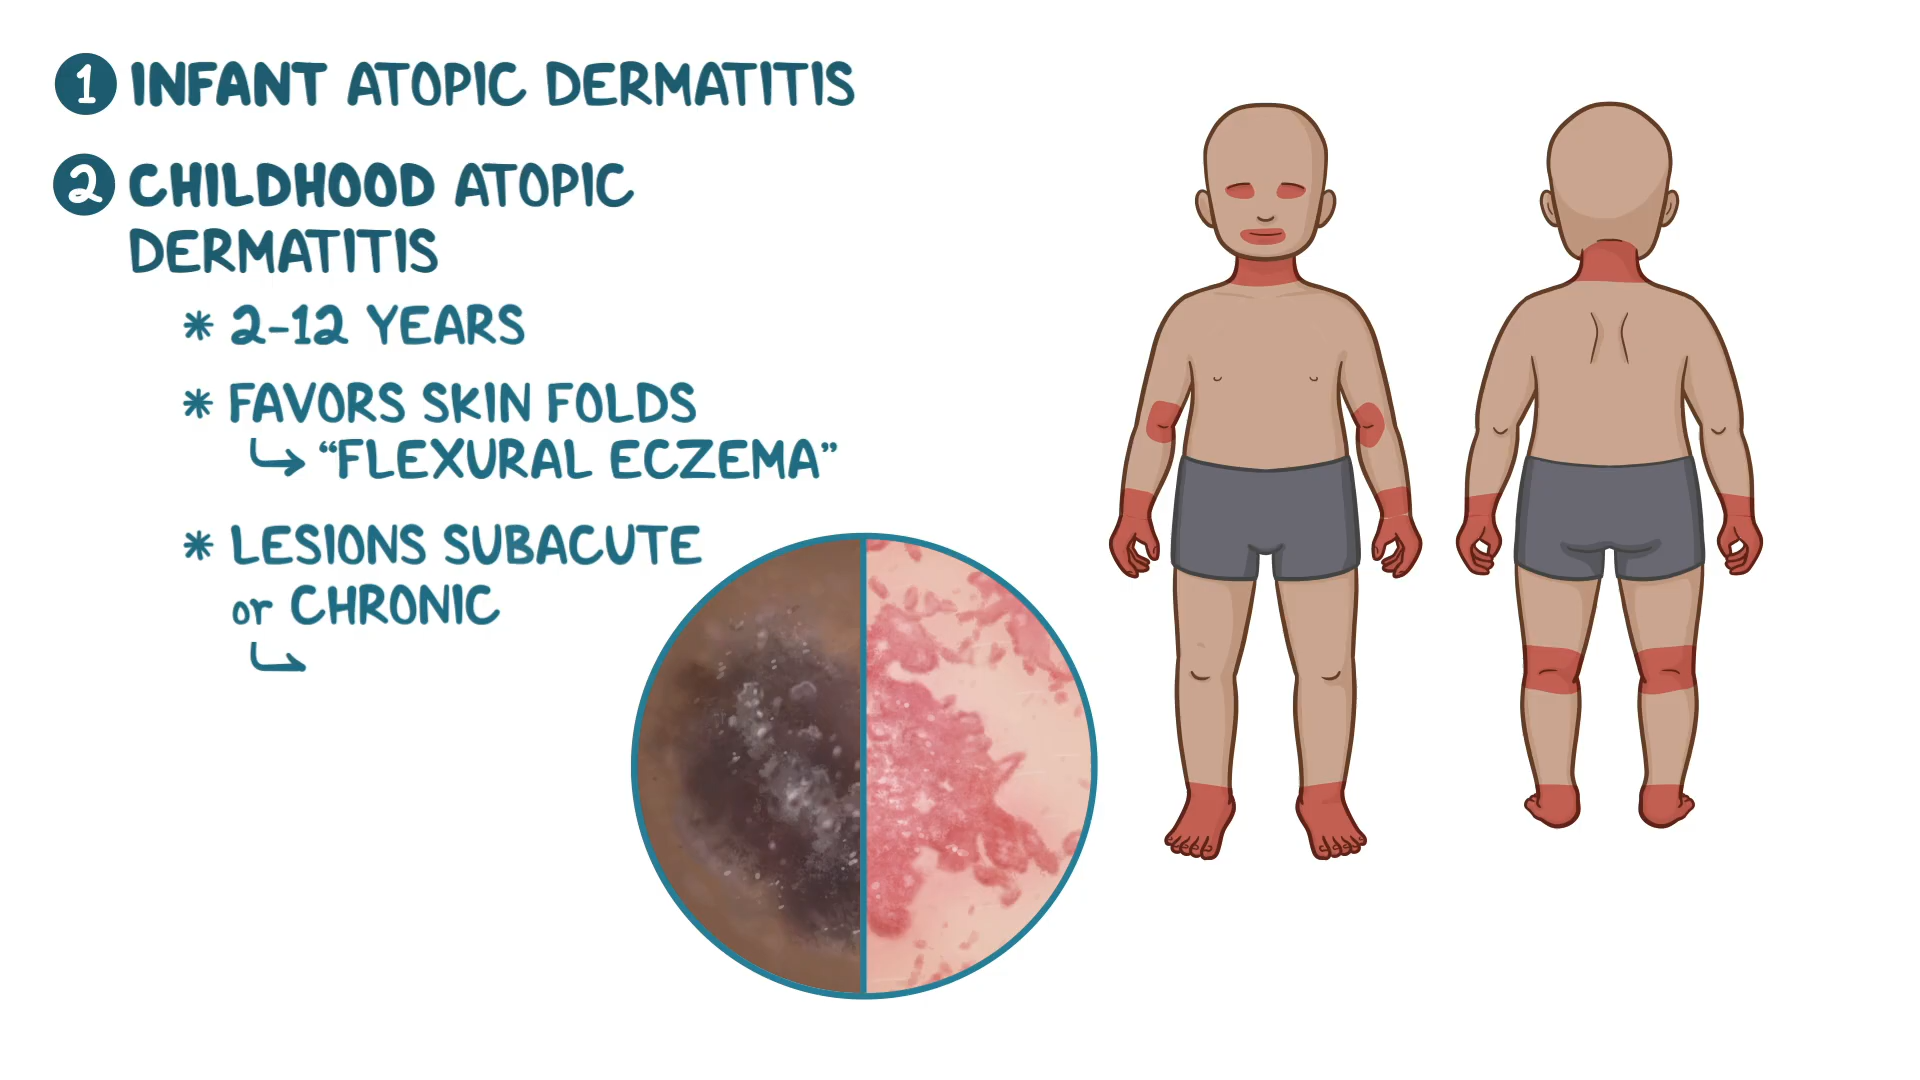 1 INFANT ATOPIC DERMATITIS
2 CHILDHOOD ATOPIC
DERMATITIS
* 2-12 YEARS
* FAVORS SKIN FOLDS
↳ “FLEXURAL ECZEMA”
* LESIONS SUBACUTE
or CHRONIC
↳